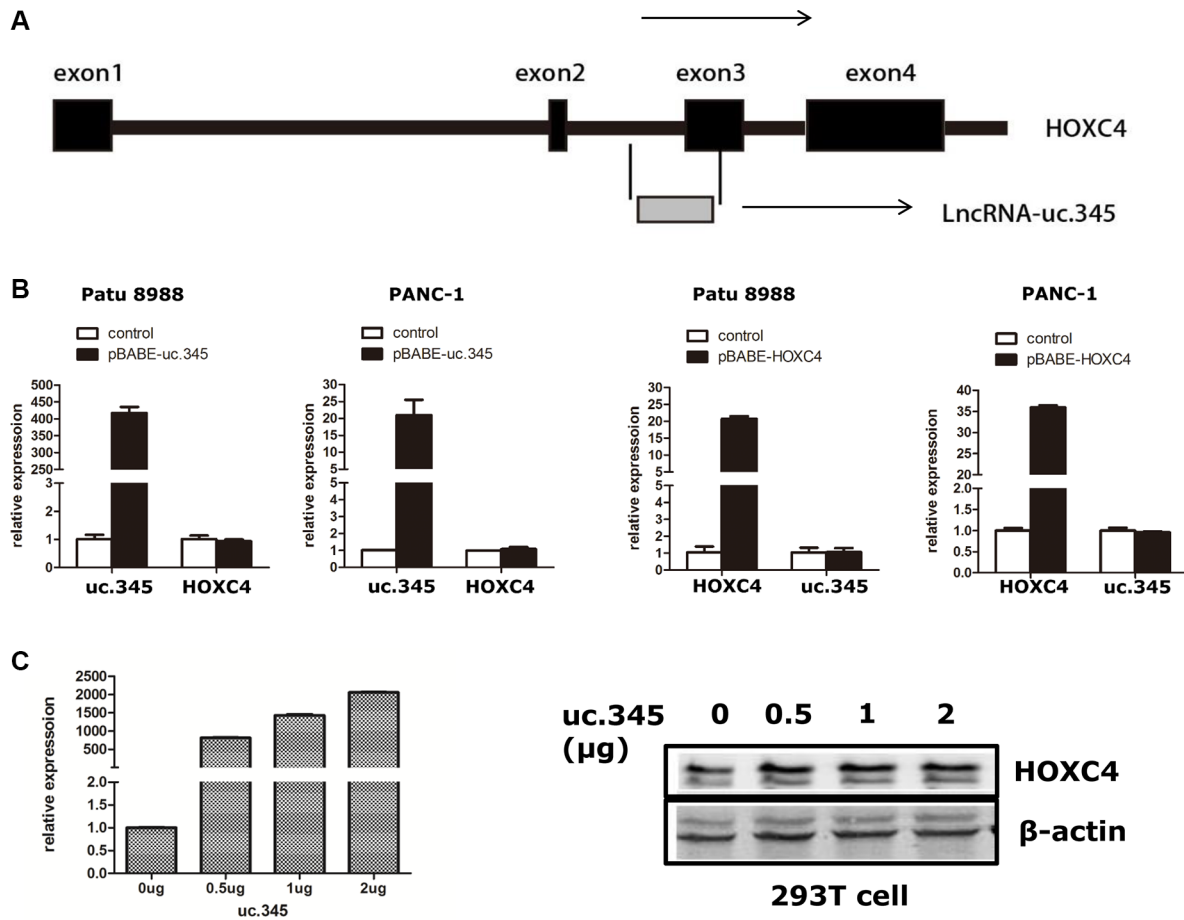 A
exon1 exon2 exon3 exon4
HOXC4
LncRNA-uc.345
B
Patu 8988
control
pBABE-uc.345
relative expressoion
500
450
400
350
300
250
3
2
1
0
uc.345 HOXC4
PANC-1
control
pBABE-uc.345
relative expressoion
30
25
20
15
10
5
5
4
3
2
1
0
uc.345 HOXC4
Patu 8988
control
pBABE-HOXC4
relative expressoion
30
25
20
15
10
5
5
4
3
2
1
0
HOXC4 uc.345
PANC-1
control
pBABE-HOXC4
relative expressoion
40
35
30
25
20
2.0
1.5
1.0
0.5
0.0
HOXC4 uc.345
C
relative expressoion
2500
2000
1500
1000
500
2.0
1.5
1.0
0.5
0.0
0ug 0.5ug 1ug 2ug
uc.345
uc.345 0 0.5 1 2
(µg)
HOXC4
β-actin
293T cell